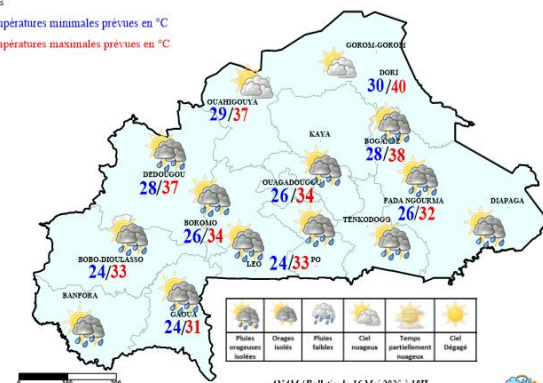 pératures minimales prévues en °C
pératures maximales prévues en °C
GOROM-GOROM
DORI
30/40
OUAHIGOUYA
29/37
KAYA
BOGANDE
28/38
DEDOUGOU
28/37
OUAGADOUGOU
26/34
FADA NGOURMA
26/32
DIAPAGA
BOROMO
26/34
TENKODOGO
BOBO-DIOULASSO
24/33
LEO
24/33
PO
BANFORA
GAOUA
24/31
Pluies orageuses isolées
Orages isolés
Pluies faibles
Ciel nuageux
Temps partiellement nuageux
Ciel Dégagé